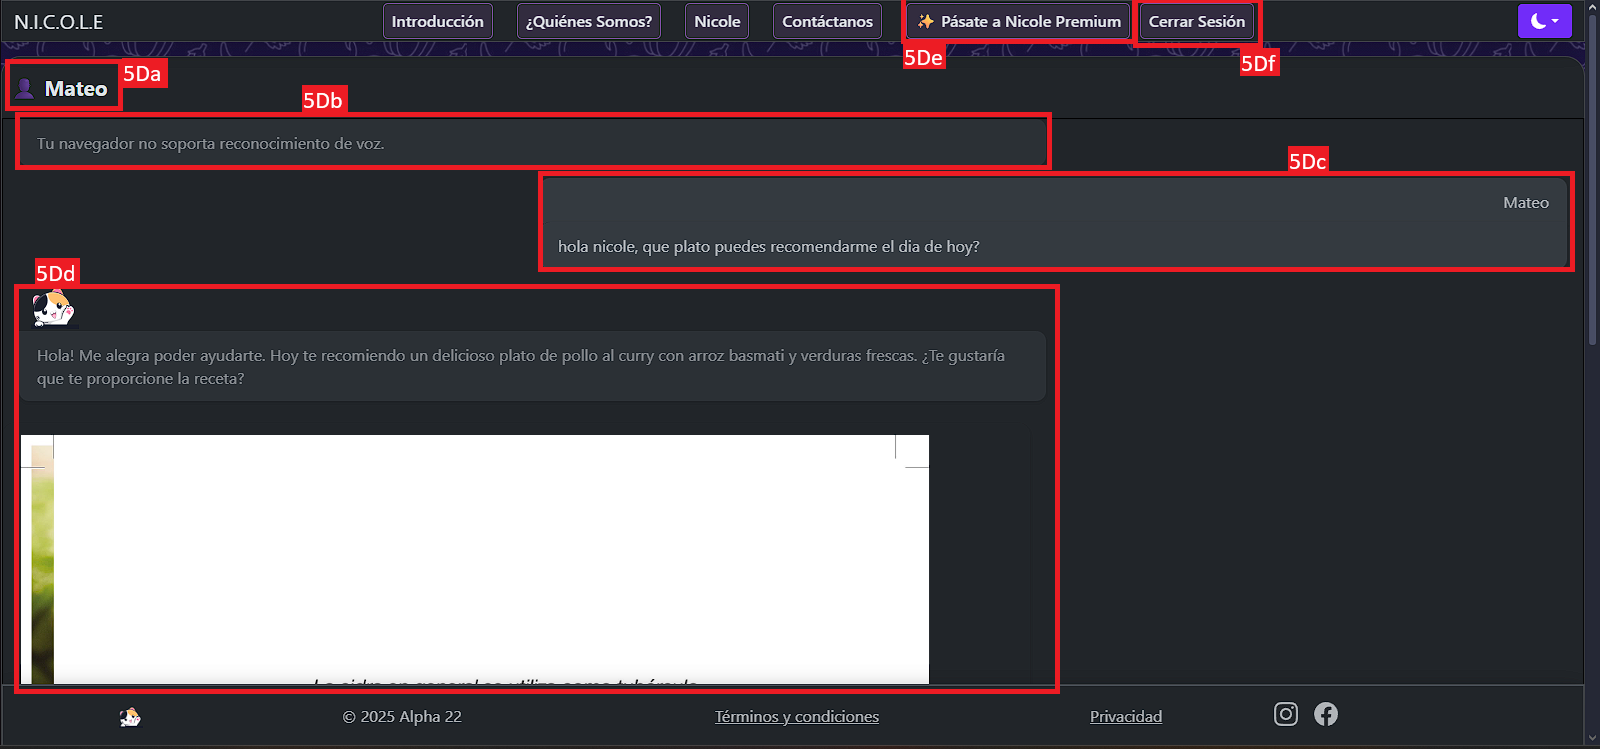 N.I.C.O.L.E
Introducción
¿Quiénes Somos?
Nicole
Contáctanos
✨ Pásate a Nicole Premium
Cerrar Sesión
5De
5Df
Mateo
5Da
5Db
Tu navegador no soporta reconocimiento de voz.
5Dc
Mateo
hola nicole, que plato puedes recomendarme el dia de hoy?
5Dd
Hola! Me alegra poder ayudarte. Hoy te recomiendo un delicioso plato de pollo al curry con arroz basmati y verduras frescas. ¿Te gustaría
que te proporcione la receta?
© 2025 Alpha 22
Términos y condiciones
Privacidad